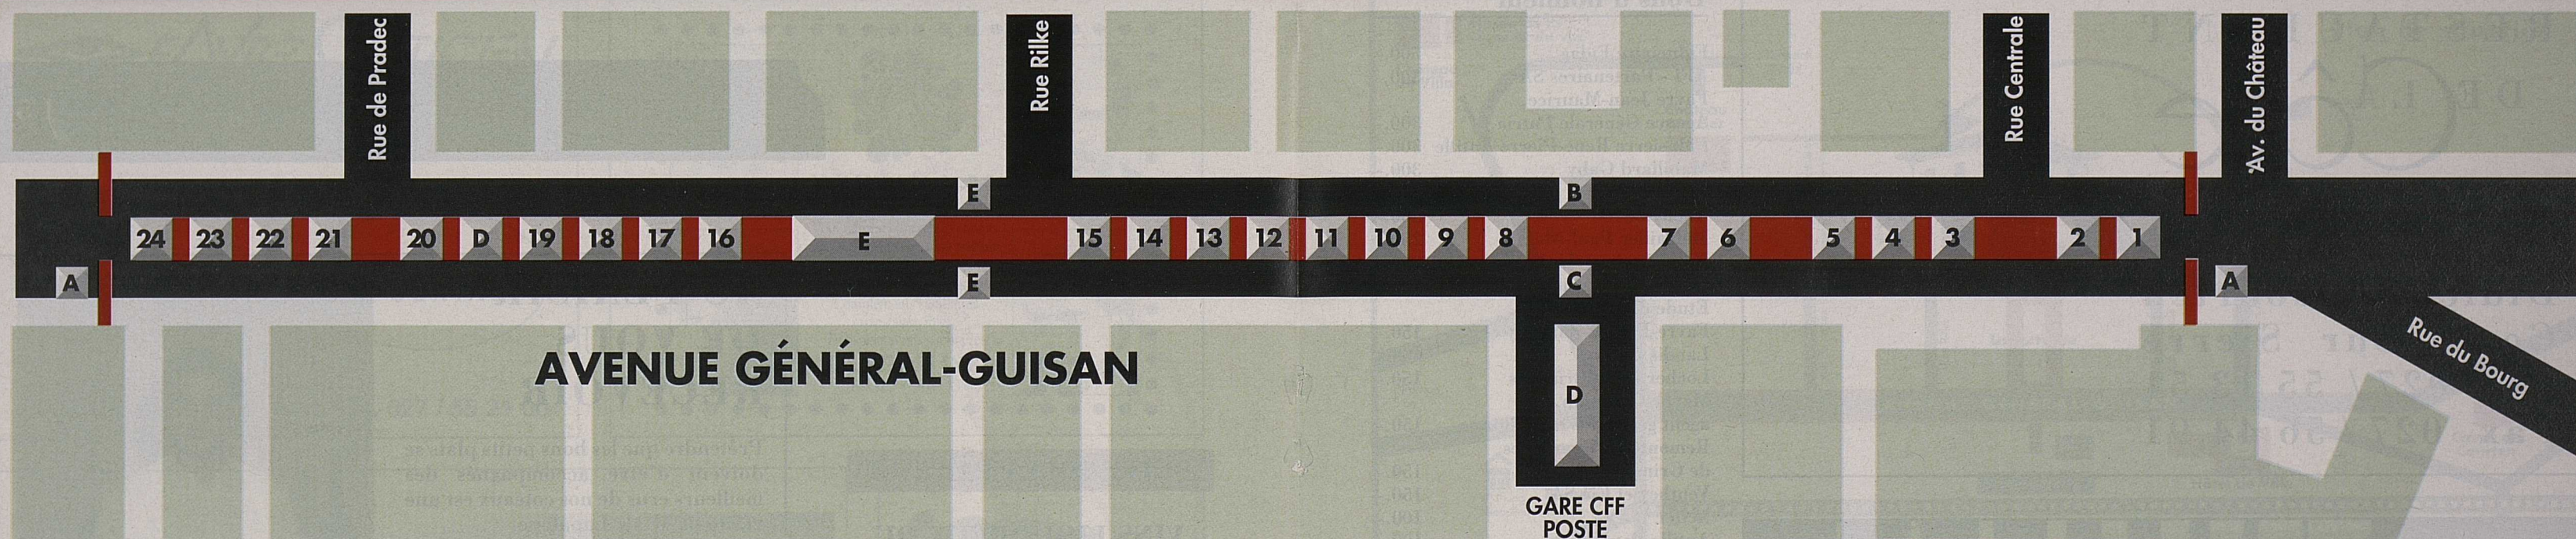 Rue de Pradec
Rue Rilke
Rue Centrale
Av. du Château
E
B
24 23 22 21 20 D 19 18 17 16 E 15 14 13 12 11 10 9 8 7 6 5 4 3 2 1
A
E
C
A
Rue du Bourg
AVENUE GÉNÉRAL-GUISAN
D
GARE CFF
POSTE